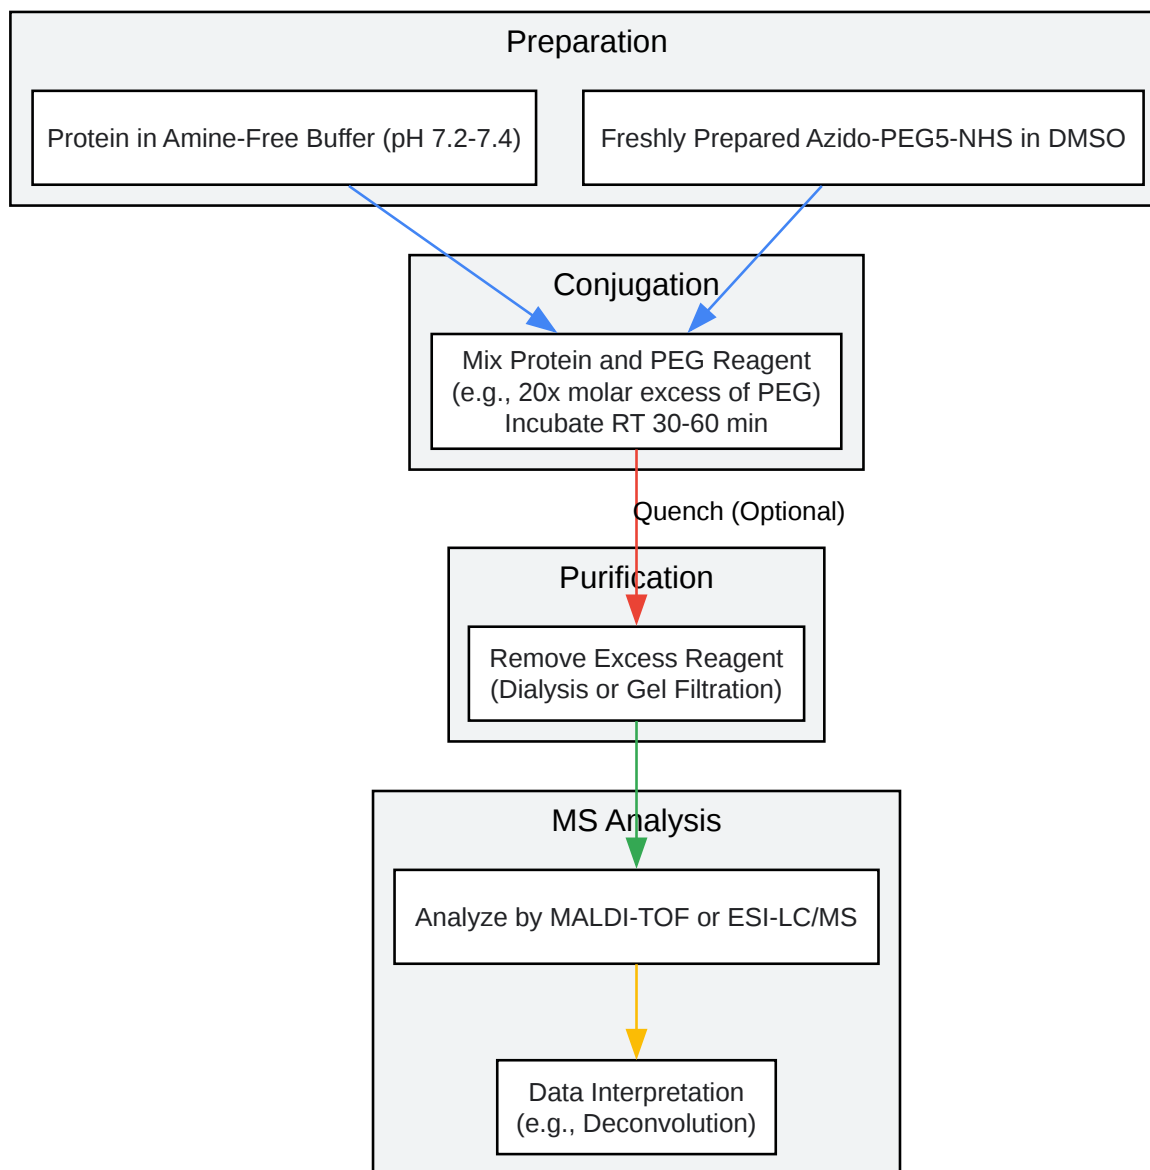 Preparation
Protein in Amine-Free Buffer (pH 7.2-7.4)
Freshly Prepared Azido-PEG5-NHS in DMSO
Conjugation
Mix Protein and PEG Reagent
(e.g., 20x molar excess of PEG)
Incubate RT 30-60 min
Quench (Optional)
Purification
Remove Excess Reagent
(Dialysis or Gel Filtration)
MS Analysis
Analyze by MALDI-TOF or ESI-LC/MS
Data Interpretation
(e.g., Deconvolution)